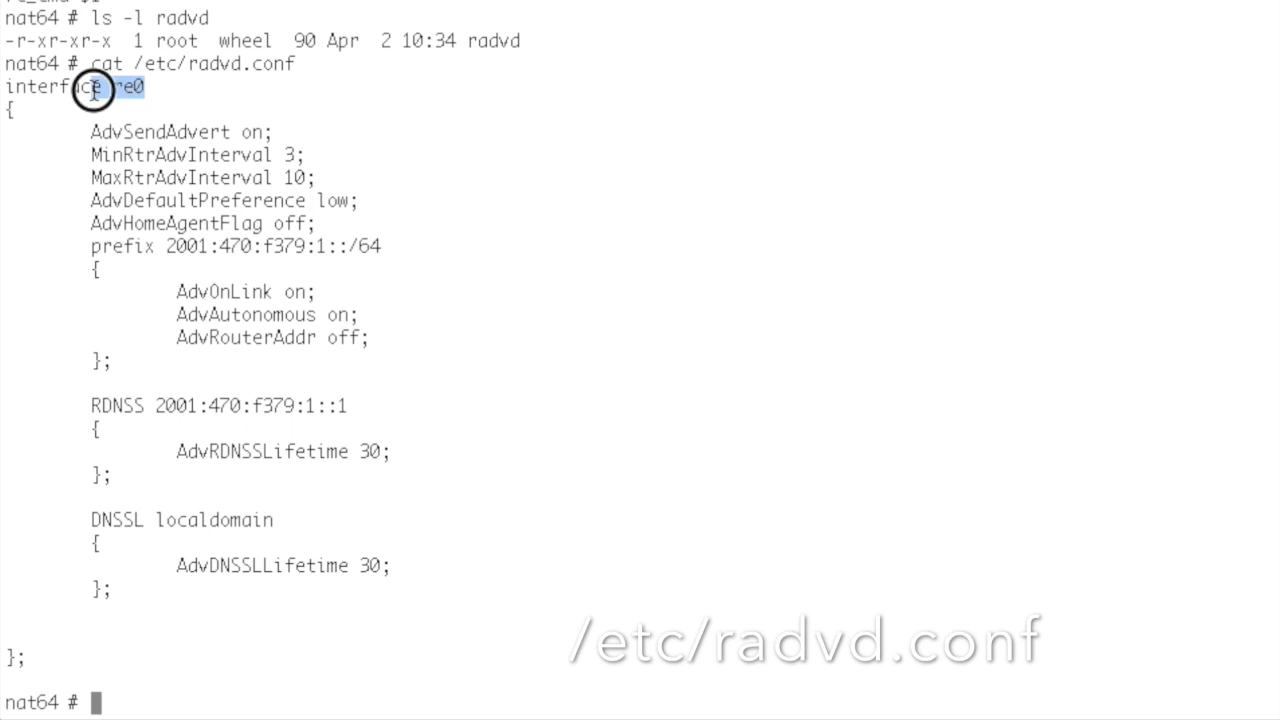 nat64 # ls -l radvd
-r-xr-xr-x  1 root  wheel  90 Apr  2 10:34 radvd
nat64 # cat /etc/radvd.conf
interface re0
{
        AdvSendAdvert on;
        MinRtrAdvInterval 3;
        MaxRtrAdvInterval 10;
        AdvDefaultPreference low;
        AdvHomeAgentFlag off;
        prefix 2001:470:f379:1::/64
        {
                AdvOnLink on;
                AdvAutonomous on;
                AdvRouterAddr off;
        };
        RDNSS 2001:470:f379:1::1
        {
                AdvRDNSSLifetime 30;
        };
        DNSSL localdomain
        {
                AdvDNSSLLifetime 30;
        };
/etc/radvd.conf
};
nat64 #